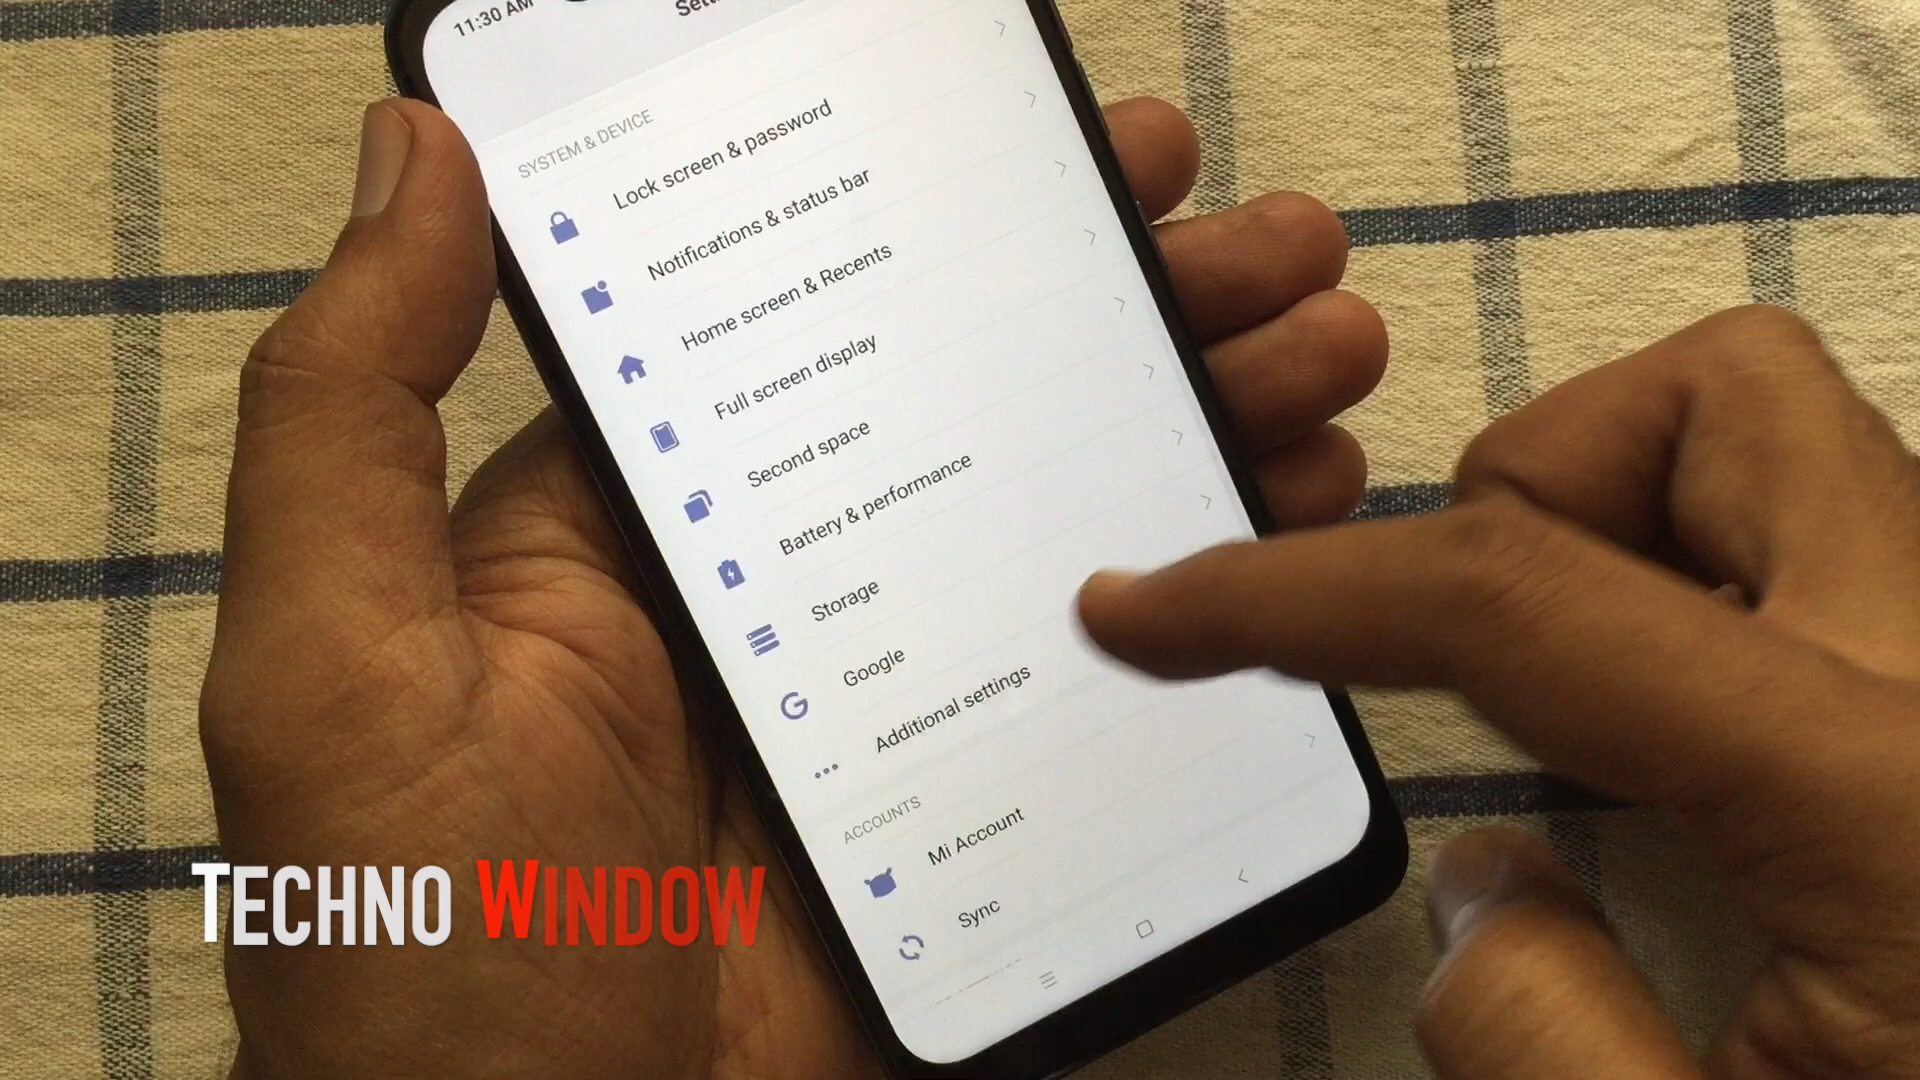 11:30 AM
SYSTEM & DEVICE
Lock screen & password
Notifications & status bar
Home screen & Recents
Full screen display
Second space
Battery & performance
Storage
Google
Additional settings
ACCOUNTS
Mi Account
Sync
TECHNO WINDOW